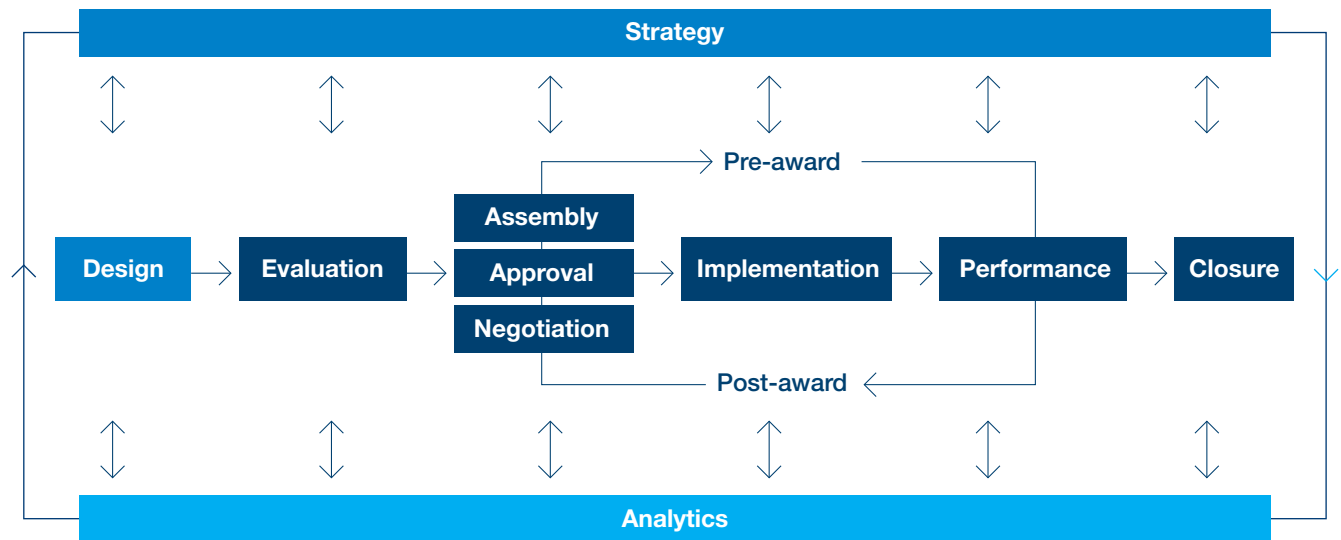 Strategy
Pre-award
Assembly
Design
Evaluation
Approval
Implementation
Performance
Closure
Negotiation
Post-award
Analytics